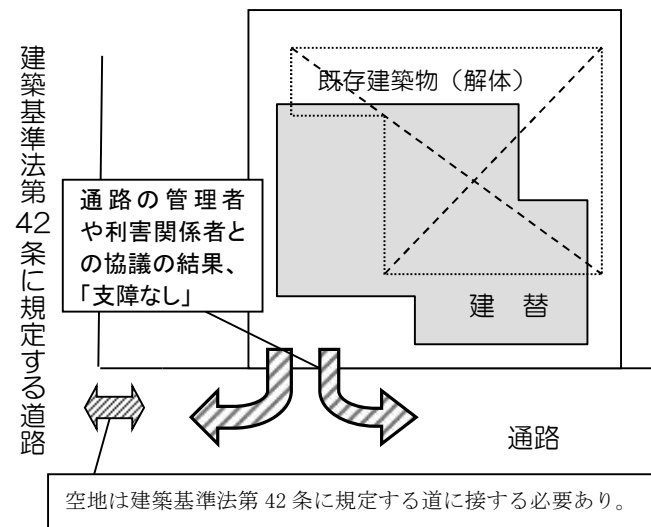 建築基準法第42条に規定する道路
既存建築物（解体）
通路の管理者
や利害関係者と
の協議の結果、
「支障なし」
建　替
通路
空地は建築基準法第 42 条に規定する道に接する必要あり。